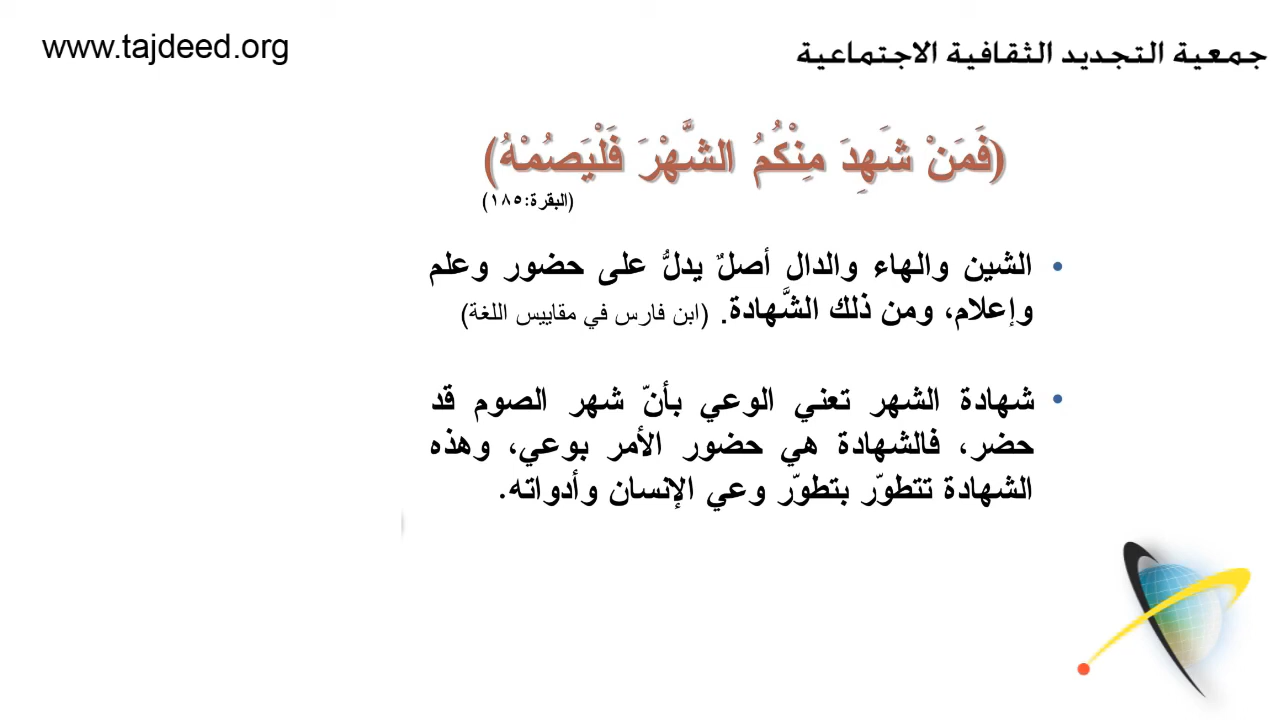 www.tajdeed.org
جمعية التجديد الثقافية الاجتماعية
(فَمَنْ شَهِدَ مِنْكُمُ الشَّهْرَ فَلْيَصُمْهُ)
(البقرة:١٨٥)
• الشين والهاء والدال أصلٌ يدلُّ على حضور وعلم
وإعلام، ومن ذلك الشَّهادة. (ابن فارس في مقاييس اللغة)
• شهادة الشهر تعني الوعي بأنّ شهر الصوم قد
حضر، فالشهادة هي حضور الأمر بوعي، وهذه
الشهادة تتطوّر بتطوّر وعي الإنسان وأدواته.